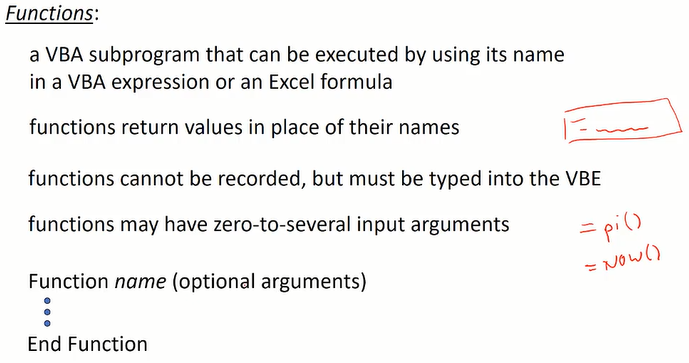 Functions:
a VBA subprogram that can be executed by using its name
in a VBA expression or an Excel formula
functions return values in place of their names
=
functions cannot be recorded, but must be typed into the VBE
functions may have zero-to-several input arguments
= pi()
= NOW()
Function name (optional arguments)
End Function